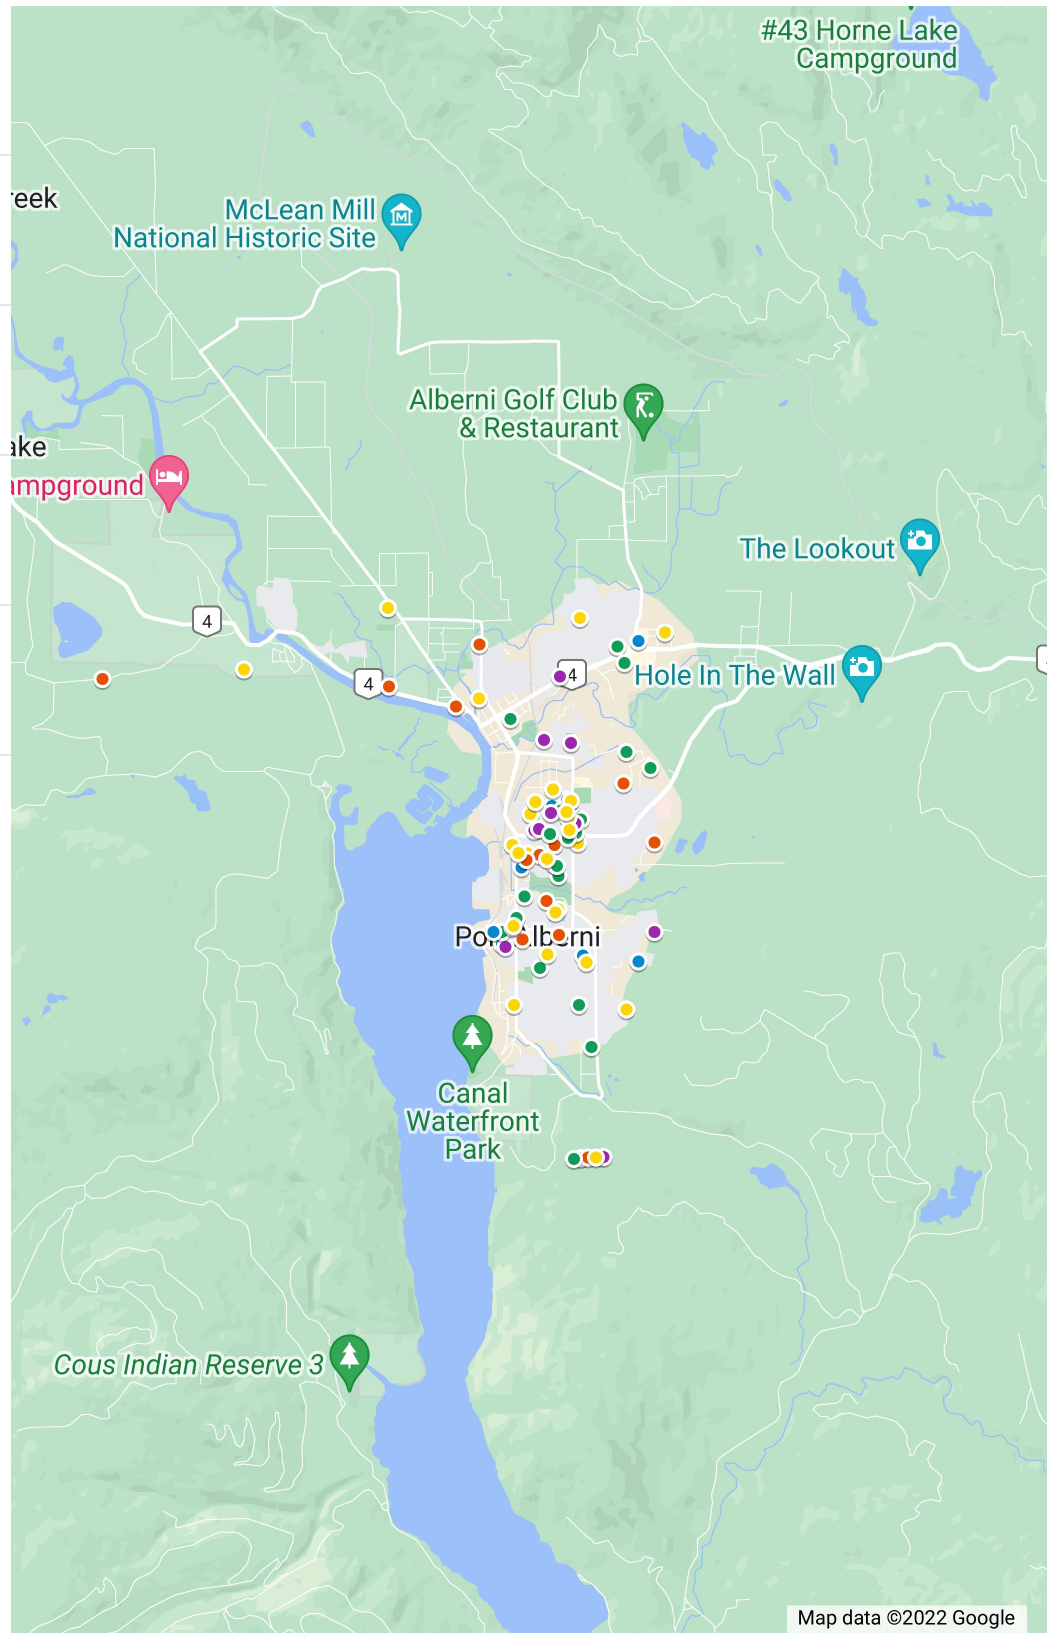 #43 Horne Lake
Campground
reek
McLean Mill
National Historic Site
M
Alberni Golf Club
& Restaurant
ake
ampground
The Lookout
4
4
4
Hole In The Wall
Port Alberni
Canal
Waterfront
Park
Cous Indian Reserve 3
Map data ©2022 Google